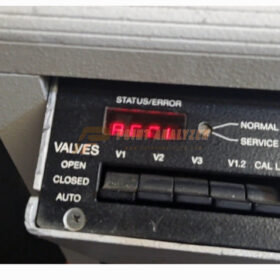 STATUS/ERROR
NORMAL
SERVICE
VALVES V1 V2 V3 V1.2 CAL L
OPEN
CLOSED
AUTO